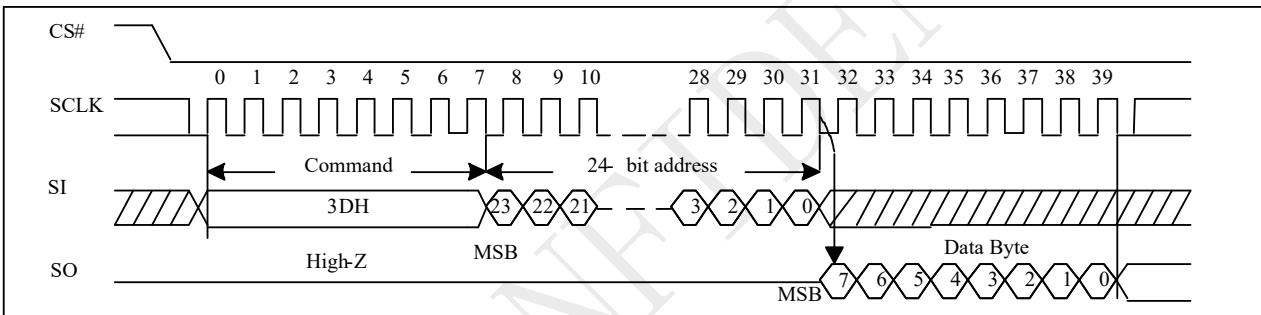 CS#
0 1 2 3 4 5 6 7 8 9 10 28 29 30 31 32 33 34 35 36 37 38 39
SCLK
Command 24- bit address
SI
3DH 23 22 21 3 2 1 0
High-Z MSB Data Byte
SO
MSB 7 6 5 4 3 2 1 0